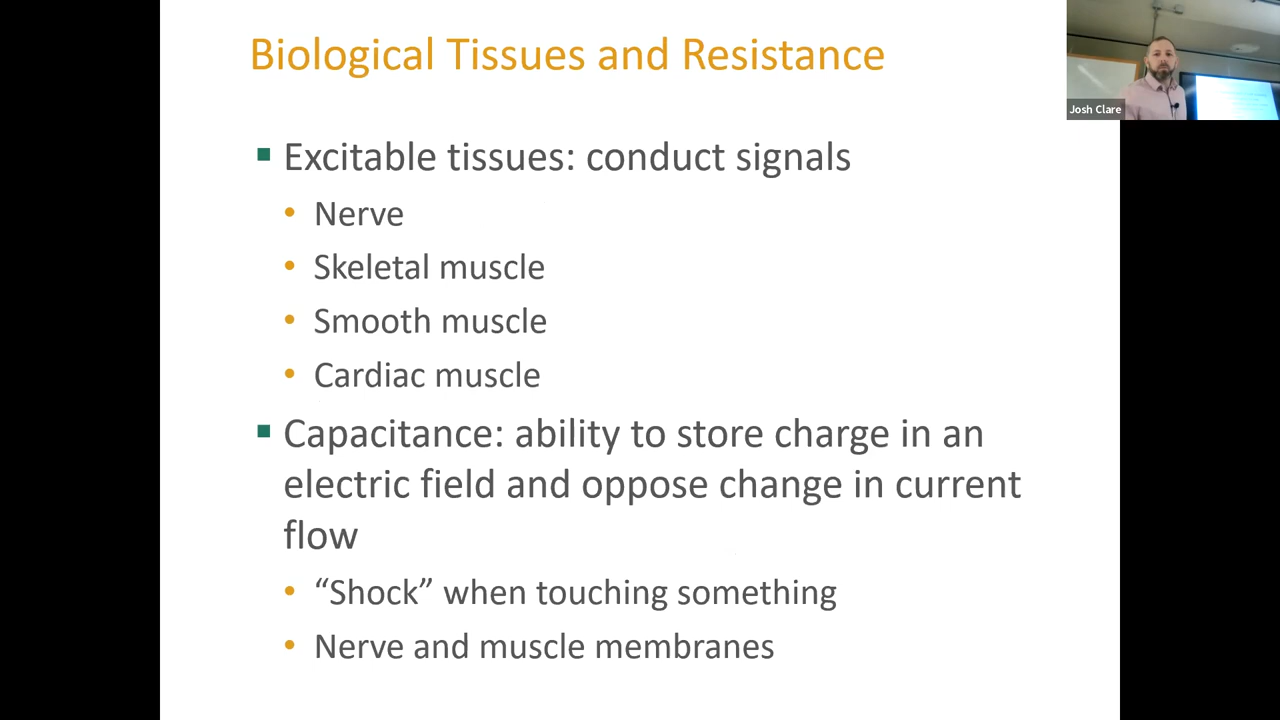 Biological Tissues and Resistance
Josh Clare
▪ Excitable tissues: conduct signals
• Nerve
• Skeletal muscle
• Smooth muscle
• Cardiac muscle
▪ Capacitance: ability to store charge in an
electric field and oppose change in current
flow
• “Shock” when touching something
• Nerve and muscle membranes